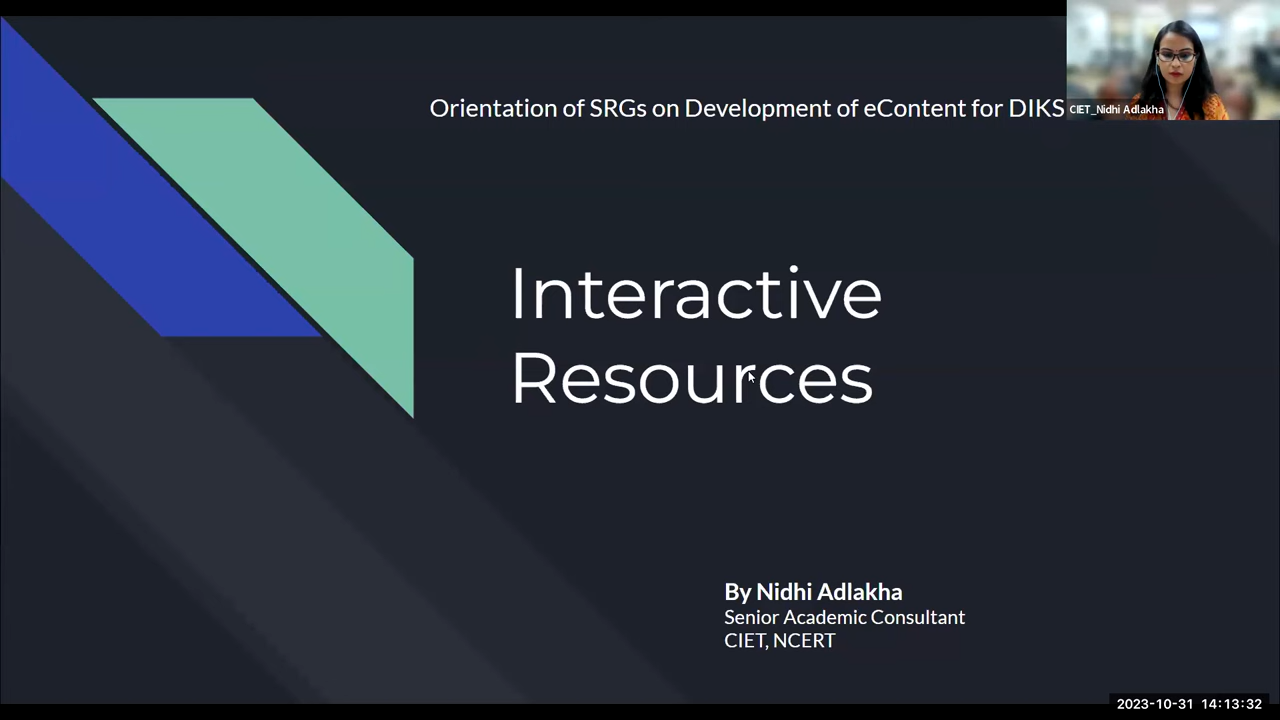 Orientation of SRGs on Development of eContent for DIKS
CIET_Nidhi Adlakha
Interactive
Resources
By Nidhi Adlakha
Senior Academic Consultant
CIET, NCERT
2023-10-31 14:13:32